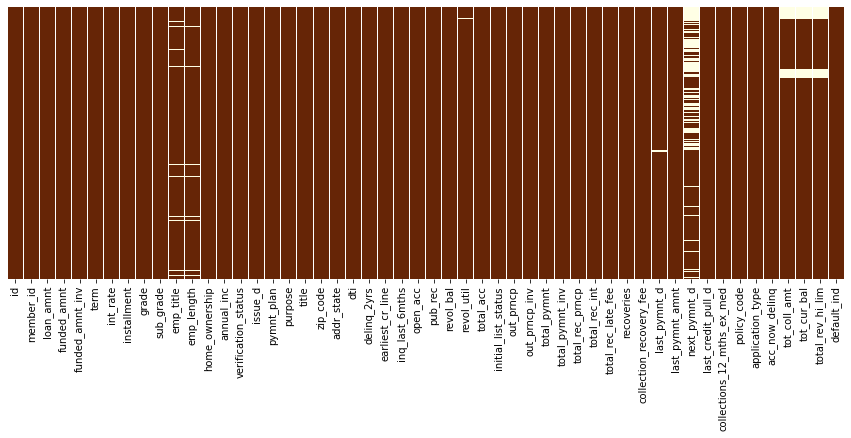 id
member_id
loan_amnt
funded_amnt
funded_amnt_inv
term
int_rate
installment
grade
sub_grade
emp_title
emp_length
home_ownership
annual_inc
verification_status
issue_d
pymnt_plan
purpose
title
zip_code
addr_state
dti
delinq_2yrs
earliest_cr_line
inq_last_6mths
open_acc
pub_rec
revol_bal
revol_util
total_acc
initial_list_status
out_prncp
out_prncp_inv
total_pymnt
total_pymnt_inv
total_rec_prncp
total_rec_int
total_rec_late_fee
recoveries
collection_recovery_fee
last_pymnt_d
last_pymnt_amnt
next_pymnt_d
last_credit_pull_d
collections_12_mths_ex_med
policy_code
application_type
acc_now_delinq
tot_coll_amt
tot_cur_bal
total_rev_hi_lim
default_ind